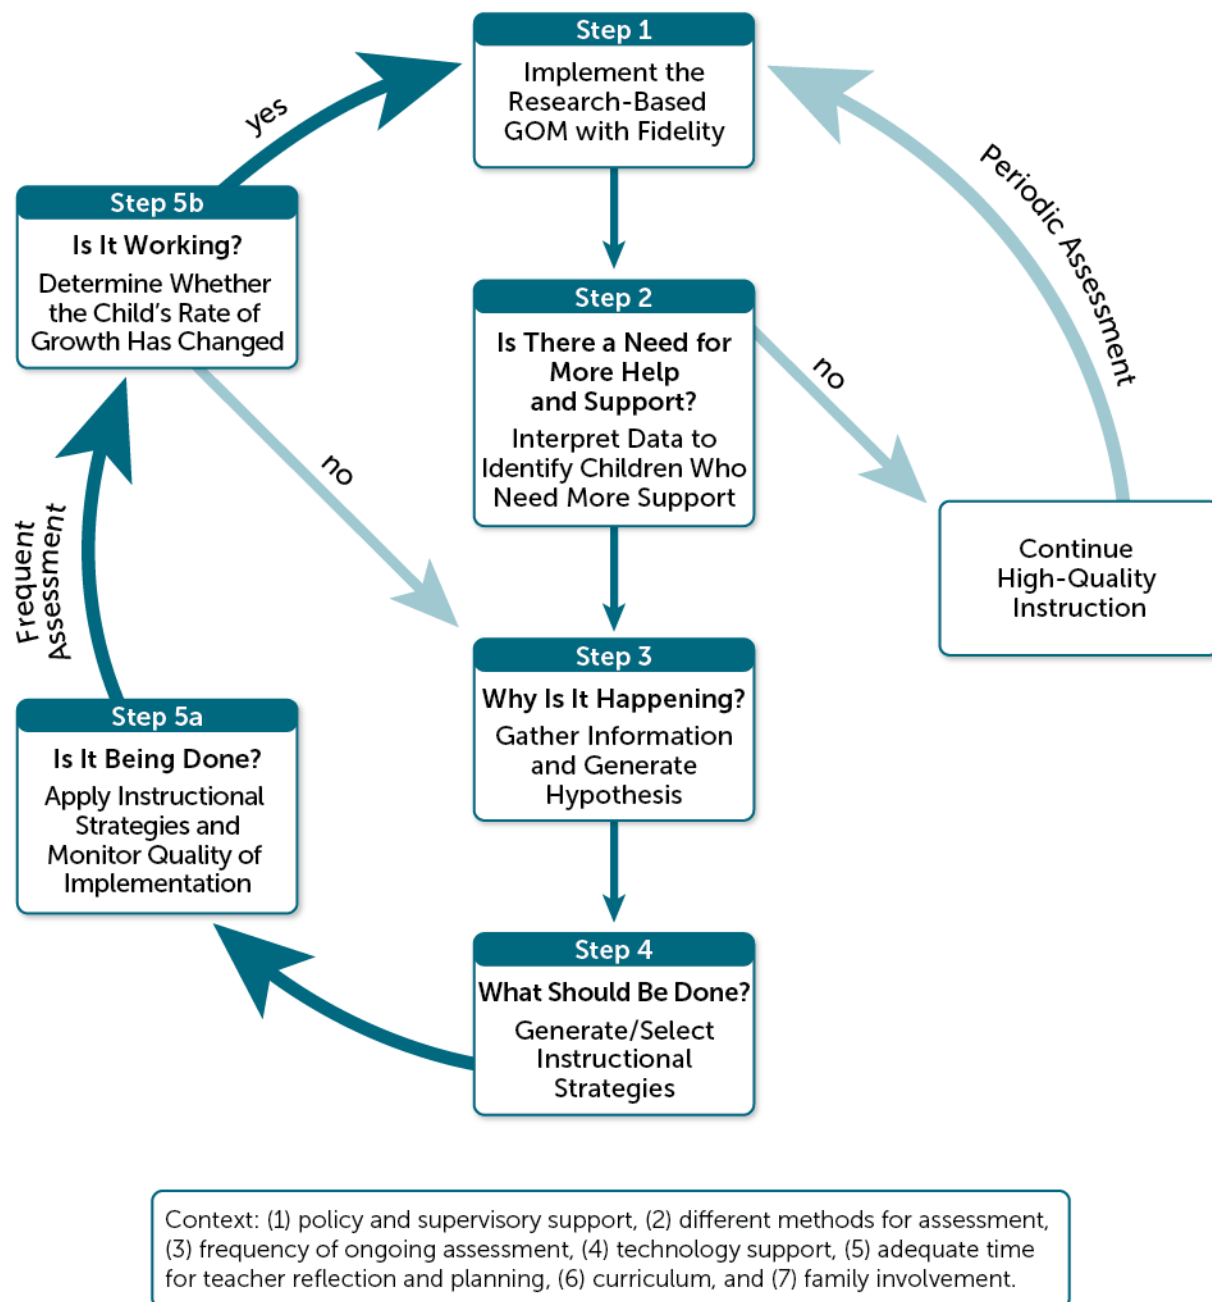 Step 1
Implement the
Research-Based
GOM with Fidelity
yes
Periodic Assessment
Step 5b
Is It Working?
Determine Whether
the Child's Rate of
Growth Has Changed
Step 2
Is There a Need for
More Help
and Support?
Interpret Data to
Identify Children Who
Need More Support
no
no
Continue
High-Quality
Instruction
Frequent
Assessment
Step 3
Why Is It Happening?
Gather Information
and Generate
Hypothesis
Step 5a
Is It Being Done?
Apply Instructional
Strategies and
Monitor Quality of
Implementation
Step 4
What Should Be Done?
Generate/Select
Instructional
Strategies
Context: (1) policy and supervisory support, (2) different methods for assessment,
(3) frequency of ongoing assessment, (4) technology support, (5) adequate time
for teacher reflection and planning, (6) curriculum, and (7) family involvement.